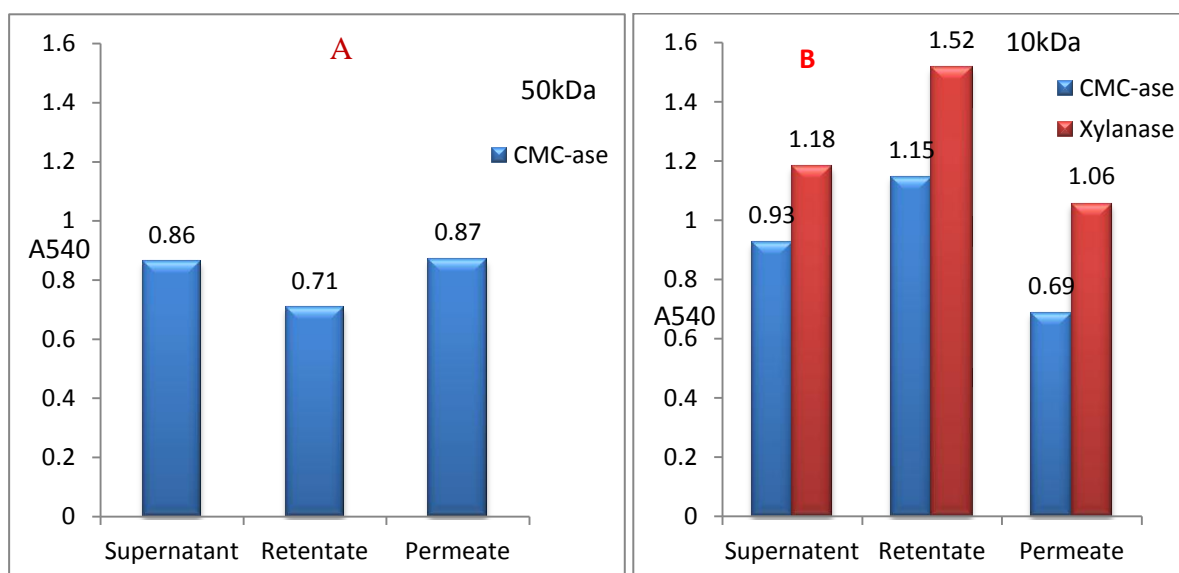 A
50kDa
CMC-ase
1.6
1.4
1.2
1
0.8
0.6
0.4
0.2
0
A540
0.86
0.71
0.87
Supernatant Retentate Permeate
B
10kDa
CMC-ase
Xylanase
1.6
1.4
1.2
1
0.8
0.6
0.4
0.2
0
A540
0.93
1.18
1.15
1.52
0.69
1.06
Supernatent Retentate Permeate